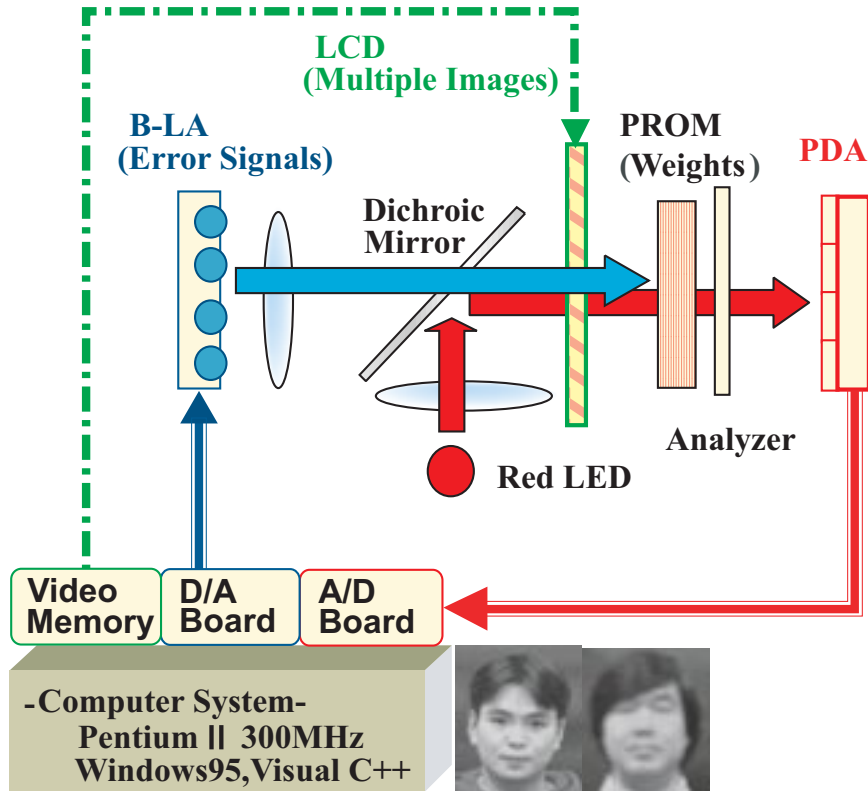 LCD
(Multiple Images)
B-LA
(Error Signals)
PROM
(Weights)
PDA
Dichroic
Mirror
Analyzer
Red LED
Video
Memory
D/A
Board
A/D
Board
-Computer System-
Pentium II 300MHz
Windows95,Visual C++